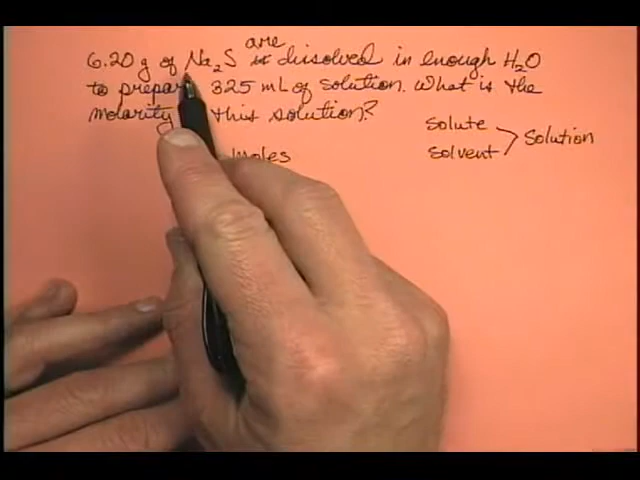 6.20 g of Na₂S are is dissolved in enough H₂O
to prepar 325 mL of solution. What is the
molarity this solution?
solute
solvent
solution
moles